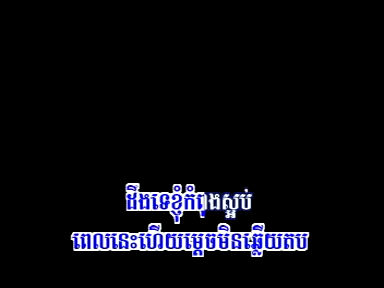 ដឹងទេខ្ញុំកំពុងស្អប់
ពេលនេះហើយម្ដេចមិនឆ្លើយតប